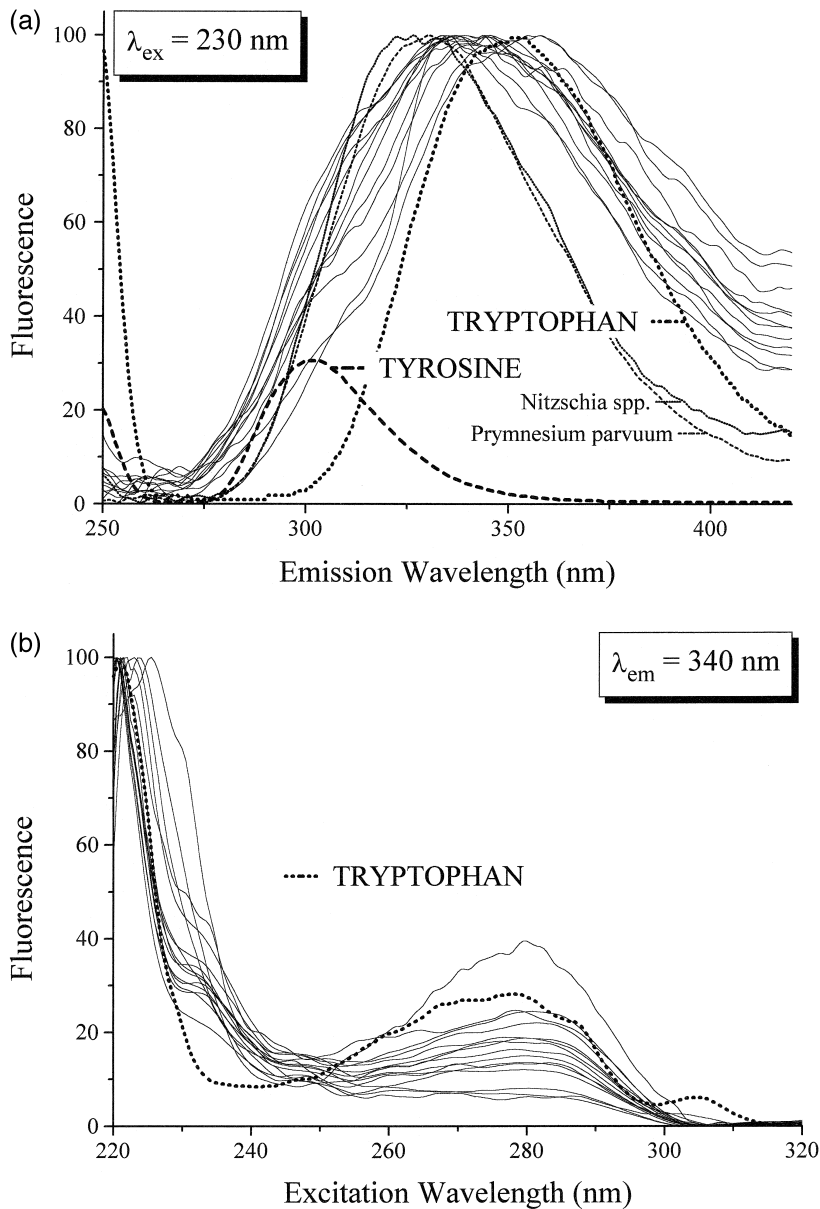 (a)
λex = 230 nm
100
80
60
40
20
0
Fluorescence
TRYPTOPHAN
TYROSINE
Nitzschia spp.
Prymnesium parvuum
250
300
350
400
Emission Wavelength (nm)
(b)
λem = 340 nm
100
80
60
40
20
0
Fluorescence
TRYPTOPHAN
220
240
260
280
300
320
Excitation Wavelength (nm)